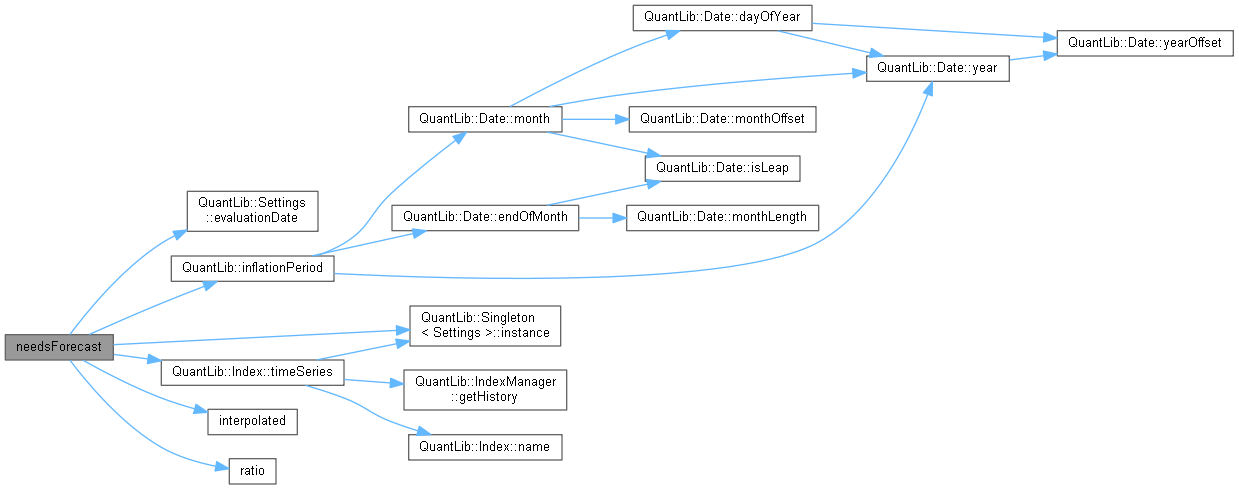 QuantLib::Date::dayOfYear
QuantLib::Date::yearOffset
QuantLib::Date::year
QuantLib::Date::month
QuantLib::Date::monthOffset
QuantLib::Date::isLeap
QuantLib::Settings
::evaluationDate
QuantLib::Date::endOfMonth
QuantLib::Date::monthLength
QuantLib::inflationPeriod
QuantLib::Singleton
< Settings >::instance
needsForecast
QuantLib::Index::timeSeries
QuantLib::IndexManager
::getHistory
interpolated
QuantLib::Index::name
ratio